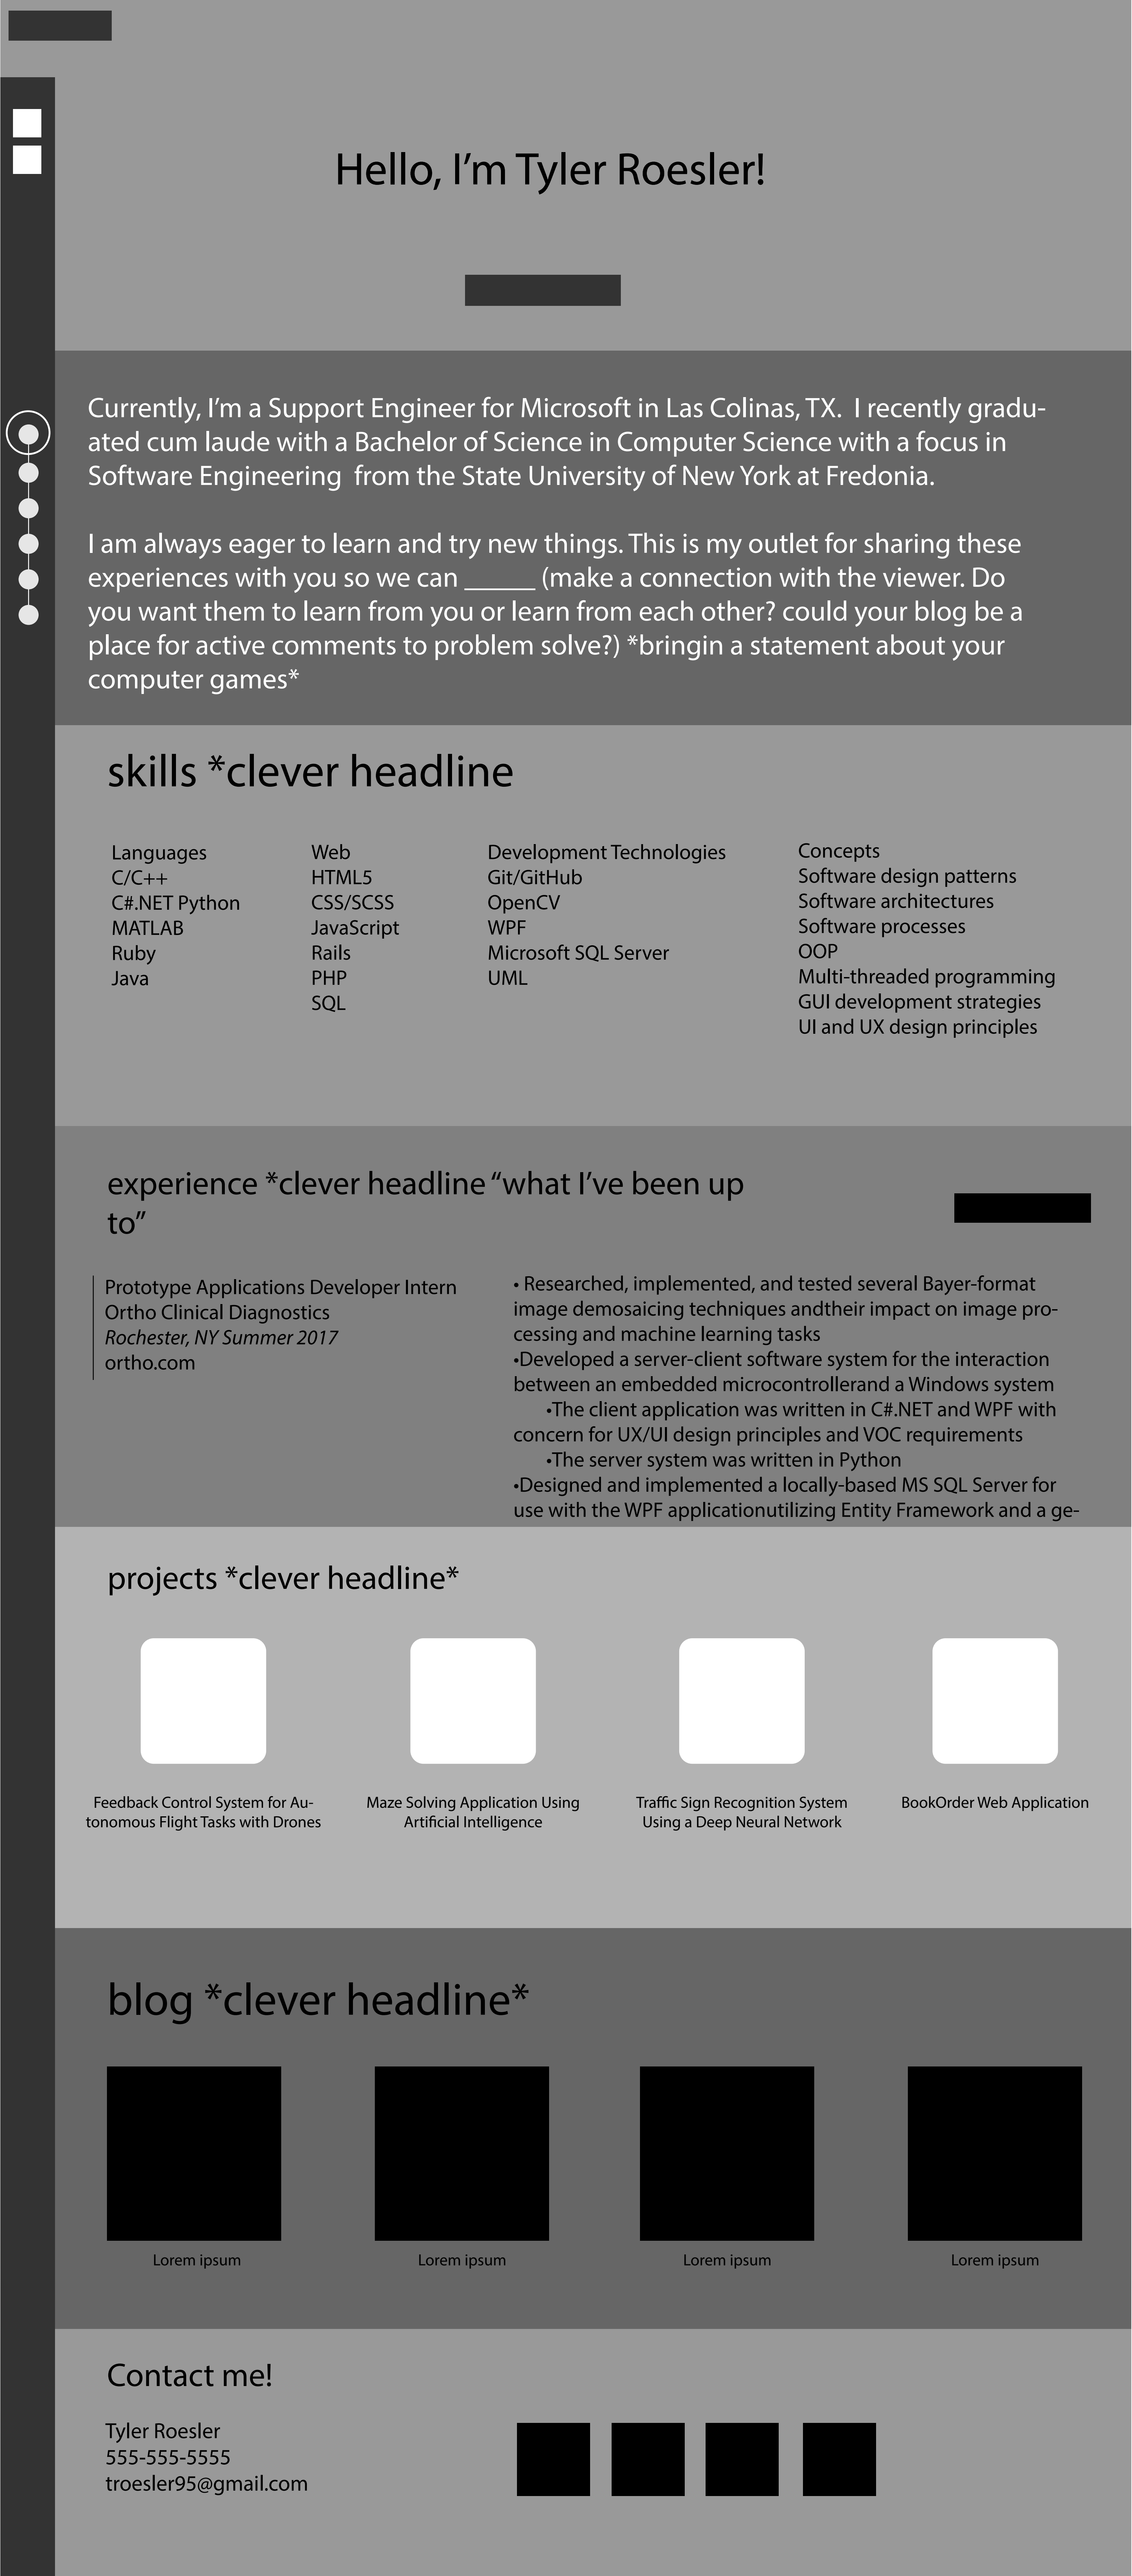 Hello, I’m Tyler Roesler!
Currently, I’m a Support Engineer for Microsoft in Las Colinas, TX.  I recently gradu-
ated cum laude with a Bachelor of Science in Computer Science with a focus in
Software Engineering  from the State University of New York at Fredonia.
I am always eager to learn and try new things. This is my outlet for sharing these
experiences with you so we can _____ (make a connection with the viewer. Do
you want them to learn from you or learn from each other? could your blog be a
place for active comments to problem solve?) *bringin a statement about your
computer games*
skills *clever headline
Languages
C/C++
C#.NET Python
MATLAB
Ruby
Java
Web
HTML5
CSS/SCSS
JavaScript
Rails
PHP
SQL
Development Technologies
Git/GitHub
OpenCV
WPF
Microsoft SQL Server
UML
Concepts
Software design patterns
Software architectures
Software processes
OOP
Multi-threaded programming
GUI development strategies
UI and UX design principles
experience *clever headline “what I’ve been up
to”
Prototype Applications Developer Intern
Ortho Clinical Diagnostics
Rochester, NY Summer 2017
ortho.com
• Researched, implemented, and tested several Bayer-format
image demosaicing techniques andtheir impact on image pro-
cessing and machine learning tasks
•Developed a server-client software system for the interaction
between an embedded microcontrollerand a Windows system
•The client application was written in C#.NET and WPF with
concern for UX/UI design principles and VOC requirements
•The server system was written in Python
•Designed and implemented a locally-based MS SQL Server for
use with the WPF applicationutilizing Entity Framework and a ge-
projects *clever headline*
Feedback Control System for Au-
tonomous Flight Tasks with Drones
Maze Solving Application Using
Artificial Intelligence
Traffic Sign Recognition System
Using a Deep Neural Network
BookOrder Web Application
blog *clever headline*
Lorem ipsum
Lorem ipsum
Lorem ipsum
Lorem ipsum
Contact me!
Tyler Roesler
555-555-5555
troesler95@gmail.com